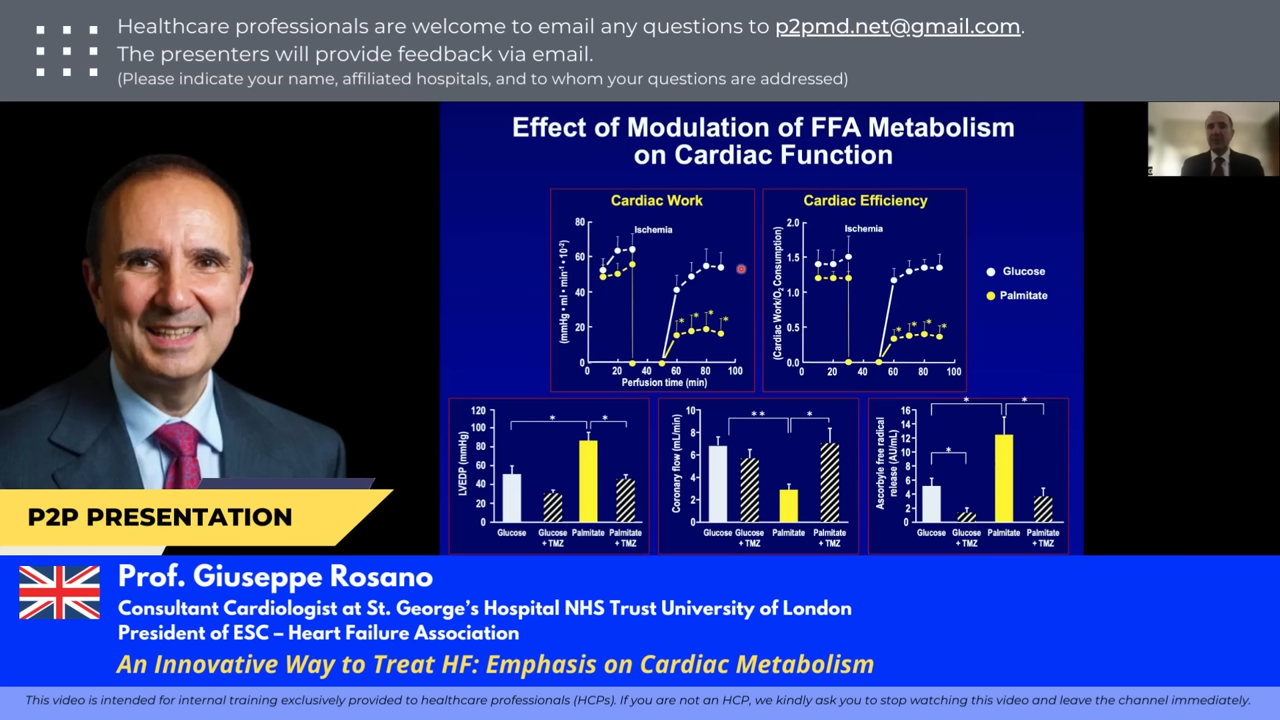 Healthcare professionals are welcome to email any questions to p2pmd.net@gmail.com.
The presenters will provide feedback via email.
(Please indicate your name, affiliated hospitals, and to whom your questions are addressed)
Effect of Modulation of FFA Metabolism
on Cardiac Function
Cardiac Work
(mmHg • ml • min⁻¹ • 10⁻²)
80
60
40
20
0
Ischemia
0 20 40 60 80 100
Perfusion time (min)
Cardiac Efficiency
(Cardiac Work/O₂ Consumption)
2.0
1.5
1.0
0.5
0.0
Ischemia
0 20 40 60 80 100
Glucose
Palmitate
LVEDP (mmHg)
120
100
80
60
40
20
0
* *
Glucose Glucose + TMZ Palmitate Palmitate + TMZ
Coronary flow (mL/min)
10
8
6
4
2
0
** *
Glucose Glucose + TMZ Palmitate Palmitate + TMZ
Ascorbyle free radical
release (AU/mL)
16
14
12
10
8
6
4
2
0
* * *
Glucose Glucose + TMZ Palmitate Palmitate + TMZ
P2P PRESENTATION
Prof. Giuseppe Rosano
Consultant Cardiologist at St. George's Hospital NHS Trust University of London
President of ESC – Heart Failure Association
An Innovative Way to Treat HF: Emphasis on Cardiac Metabolism
This video is intended for internal training exclusively provided to healthcare professionals (HCPs). If you are not an HCP, we kindly ask you to stop watching this video and leave the channel immediately.